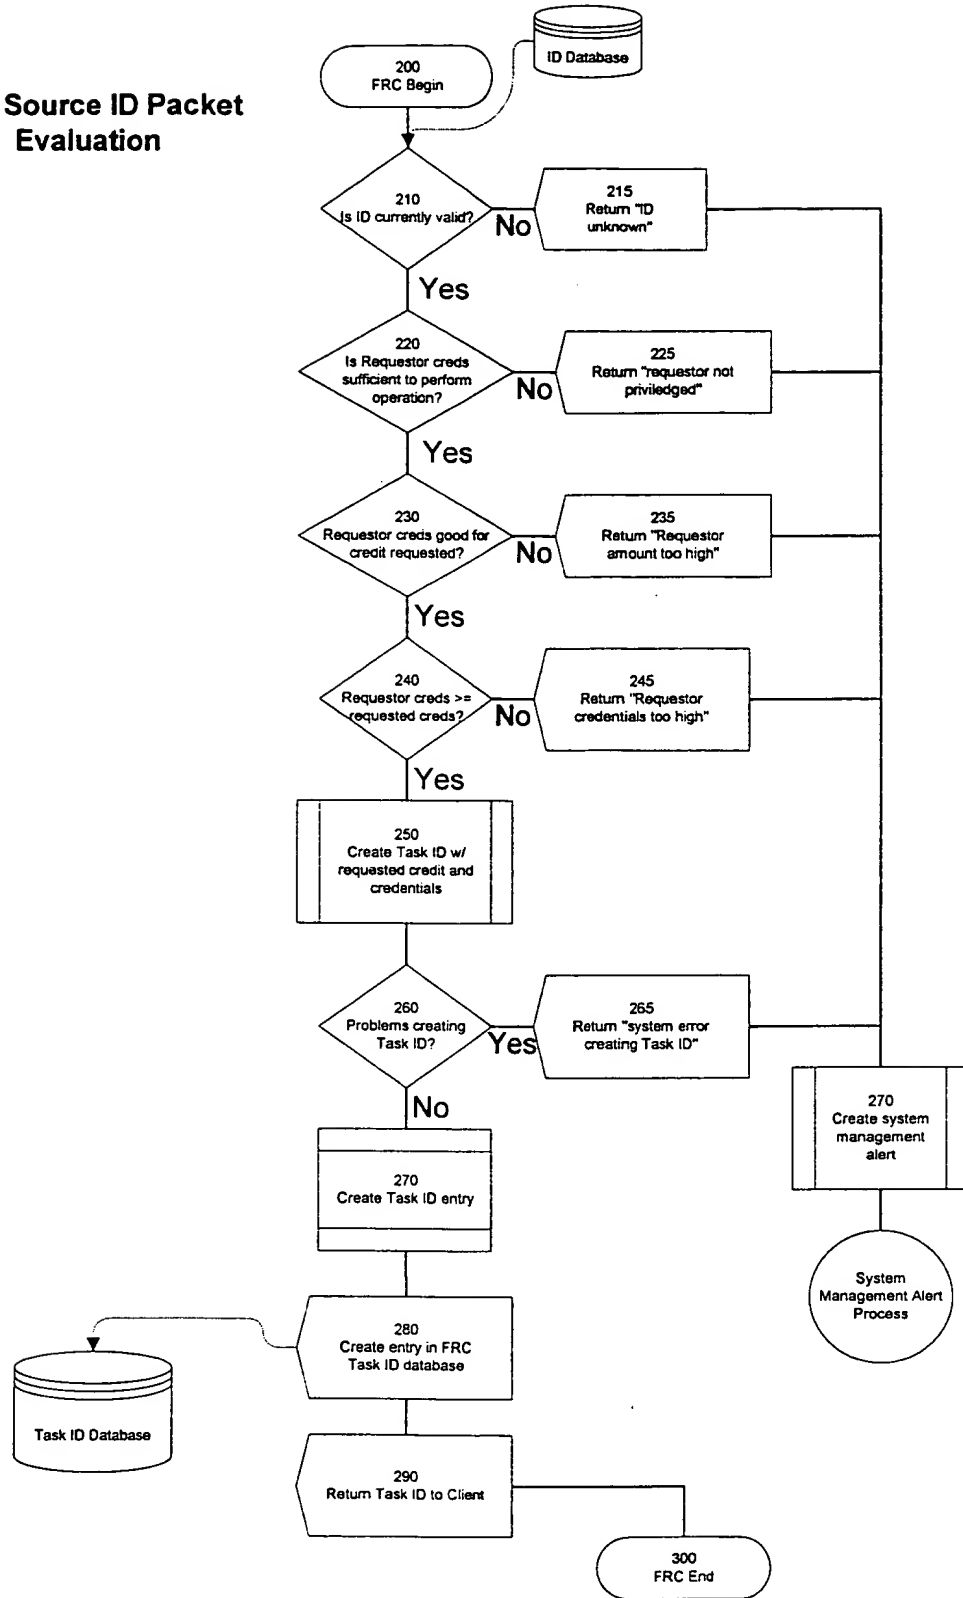 ID Database
200
FRC Begin
Source ID Packet
Evaluation
210
Is ID currently valid?
No
215
Return "ID
unknown"
Yes
220
Is Requestor creds
sufficient to perform
operation?
No
225
Return "requestor not
priviledged"
Yes
230
Requestor creds good for
credit requested?
No
235
Return "Requestor
amount too high"
Yes
240
Requestor creds >=
requested creds?
No
245
Return "Requestor
credentials too high"
Yes
250
Create Task ID w/
requested credit and
credentials
260
Problems creating
Task ID?
Yes
265
Return "system error
creating Task ID"
No
270
Create system
management
alert
270
Create Task ID entry
System
Management Alert
Process
280
Create entry in FRC
Task ID database
Task ID Database
290
Return Task ID to Client
300
FRC End